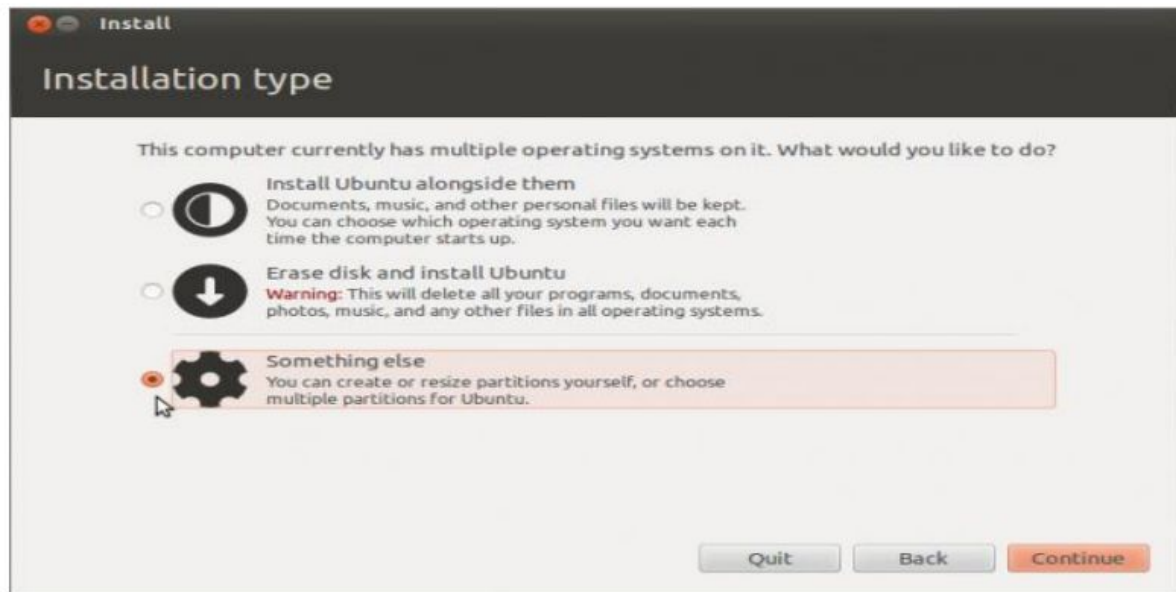 Install
Installation type
This computer currently has multiple operating systems on it. What would you like to do?
Install Ubuntu alongside them
Documents, music, and other personal files will be kept.
You can choose which operating system you want each
time the computer starts up.
Erase disk and install Ubuntu
Warning: This will delete all your programs, documents,
photos, music, and any other files in all operating systems.
Something else
You can create or resize partitions yourself, or choose
multiple partitions for Ubuntu.
Quit Back Continue